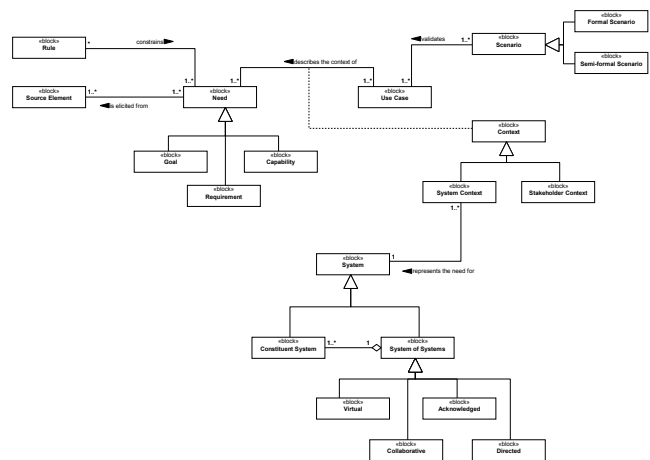 «block»
Formal Scenario
«block»
Rule
*
constrains
«block»
Scenario
1..*
validates
«block»
Semi-formal Scenario
describes the context of
1..*
1..*
1..*
1..*
«block»
Source Element
1..*
1..*
is elicited from
«block»
Need
«block»
Use Case
«block»
Context
«block»
Goal
«block»
Capability
«block»
Requirement
«block»
System Context
1..*
«block»
Stakeholder Context
«block»
System
1
represents the need for
«block»
Constituent System
1..*
1
«block»
System of Systems
«block»
Virtual
«block»
Acknowledged
«block»
Collaborative
«block»
Directed